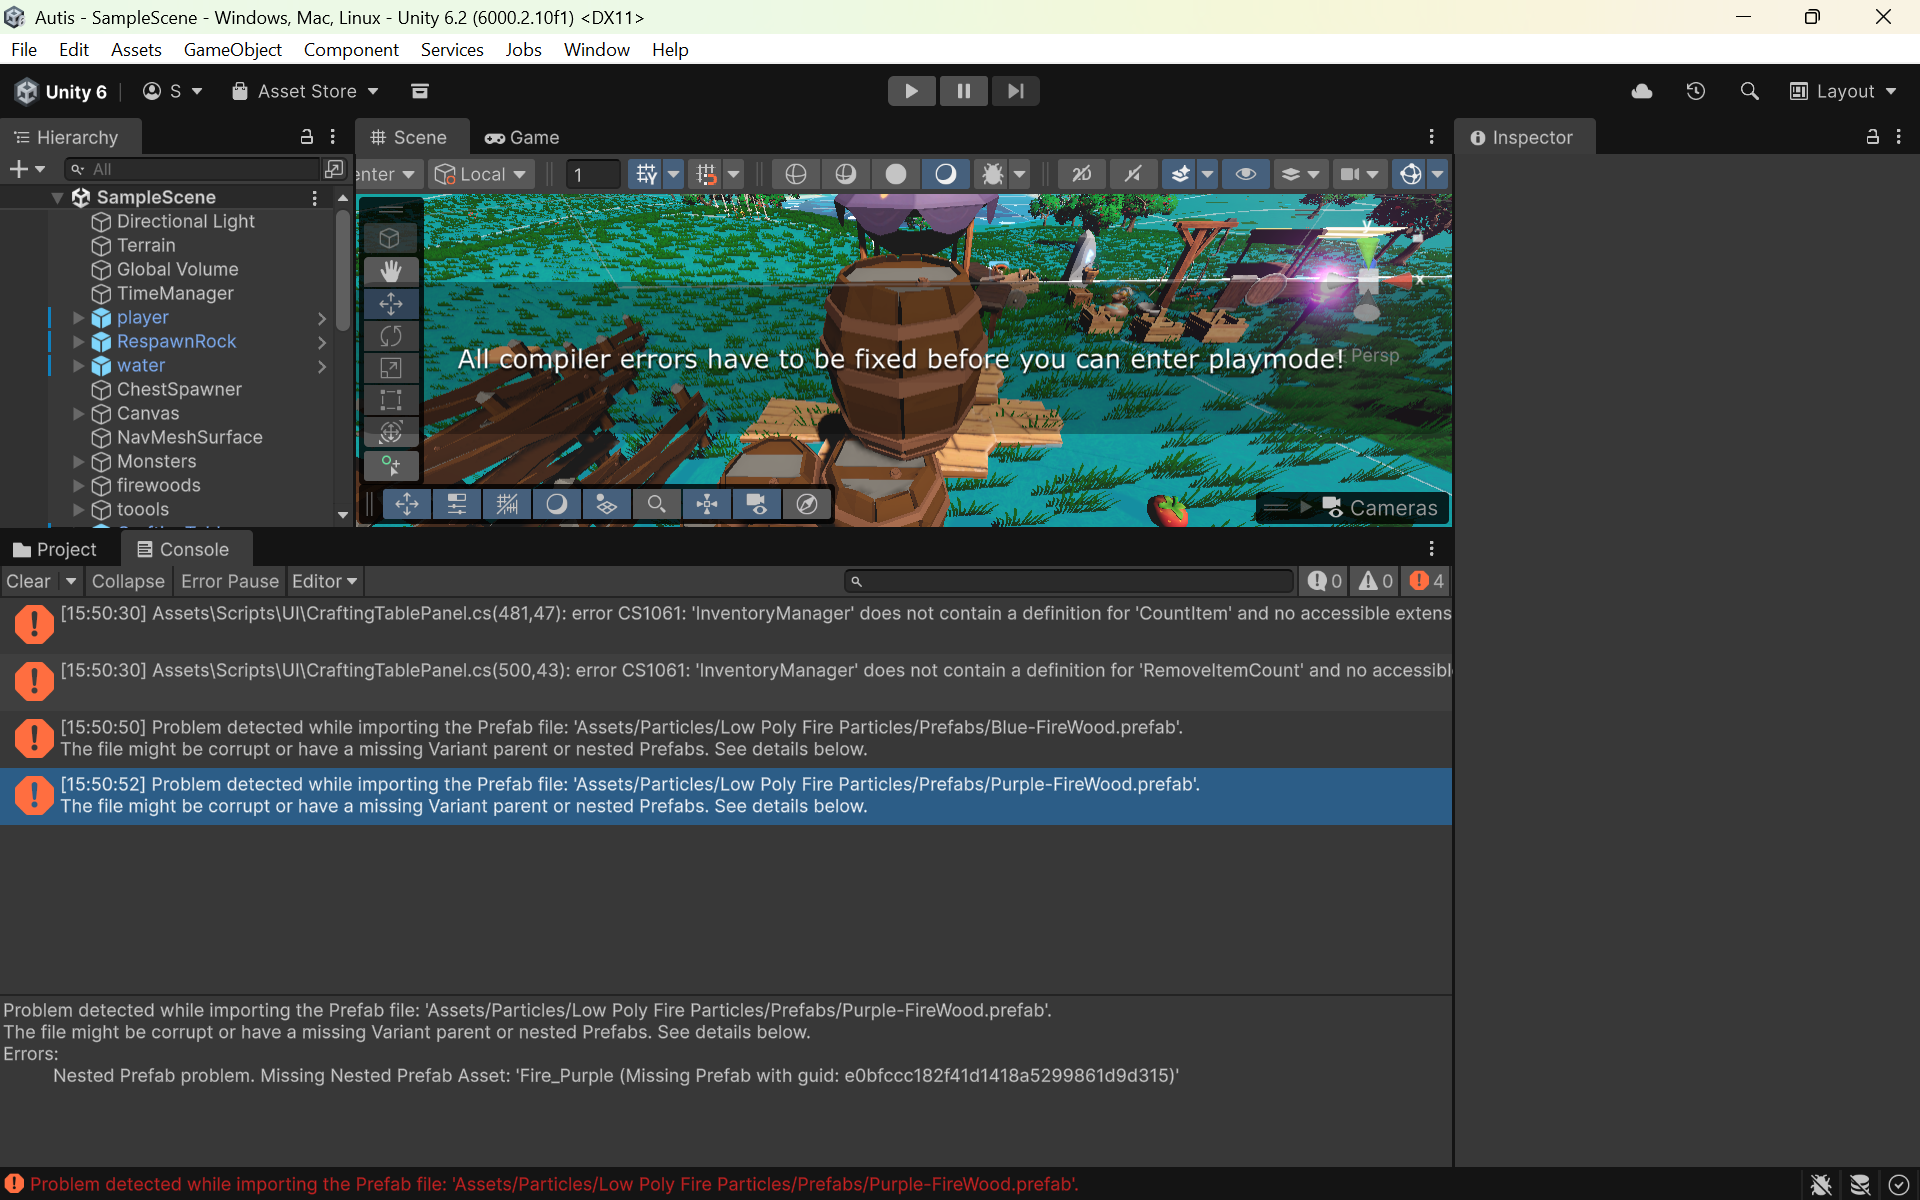 Autis - SampleScene - Windows, Mac, Linux - Unity 6.2 (6000.2.10f1) <DX11>
File Edit Assets GameObject Component Services Jobs Window Help
Unity 6 S Asset Store Layout
Hierarchy Scene Game Inspector
All enter Local 1 2D
SampleScene
Directional Light
Terrain
Global Volume
TimeManager
player
RespawnRock
water
ChestSpawner
Canvas
NavMeshSurface
Monsters
firewoods
toools
y
x
Persp
All compiler errors have to be fixed before you can enter playmode!
Cameras
Project Console
Clear Collapse Error Pause Editor 0 0 4
[15:50:30] Assets\Scripts\UI\CraftingTablePanel.cs(481,47): error CS1061: 'InventoryManager' does not contain a definition for 'CountItem' and no accessible extens
[15:50:30] Assets\Scripts\UI\CraftingTablePanel.cs(500,43): error CS1061: 'InventoryManager' does not contain a definition for 'RemoveItemCount' and no accessibl
[15:50:50] Problem detected while importing the Prefab file: 'Assets/Particles/Low Poly Fire Particles/Prefabs/Blue-FireWood.prefab'.
The file might be corrupt or have a missing Variant parent or nested Prefabs. See details below.
[15:50:52] Problem detected while importing the Prefab file: 'Assets/Particles/Low Poly Fire Particles/Prefabs/Purple-FireWood.prefab'.
The file might be corrupt or have a missing Variant parent or nested Prefabs. See details below.
Problem detected while importing the Prefab file: 'Assets/Particles/Low Poly Fire Particles/Prefabs/Purple-FireWood.prefab'.
The file might be corrupt or have a missing Variant parent or nested Prefabs. See details below.
Errors:
Nested Prefab problem. Missing Nested Prefab Asset: 'Fire_Purple (Missing Prefab with guid: e0bfccc182f41d1418a5299861d9d315)'
Problem detected while importing the Prefab file: 'Assets/Particles/Low Poly Fire Particles/Prefabs/Purple-FireWood.prefab'.